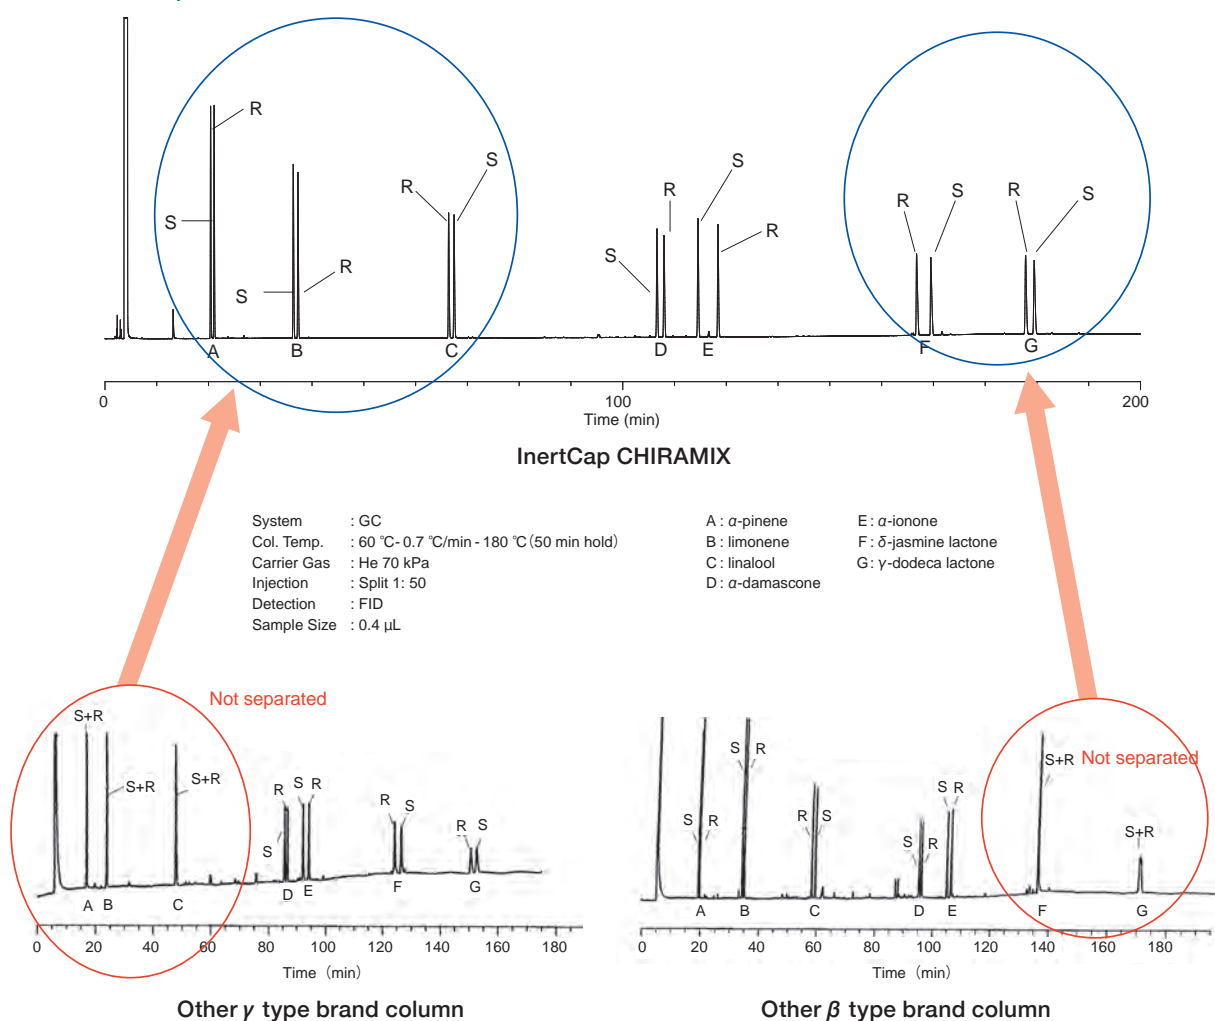 R
S
S
R
R
S
S
R
S
R
R
S
R
S
A
B
C
D
E
F
G
0
100
200
Time (min)
InertCap CHIRAMIX
System : GC
Col. Temp. : 60 ℃- 0.7 ℃/min - 180 ℃ (50 min hold)
Carrier Gas : He 70 kPa
Injection : Split 1: 50
Detection : FID
Sample Size : 0.4 µL
A : α-pinene
B : limonene
C : linalool
D : α-damascone
E : α-ionone
F : δ-jasmine lactone
G : γ-dodeca lactone
Not separated
S+R
S+R
S+R
R
S
S
R
R
S
R
S
A
B
C
D
E
F
G
0 20 40 60 80 100 120 140 160 180
Time (min)
Other γ type brand column
Not separated
S
R
S
R
R
S
S
R
S
R
S+R
S+R
A
B
C
D
E
F
G
0 20 40 60 80 100 120 140 160 180
Time (min)
Other β type brand column